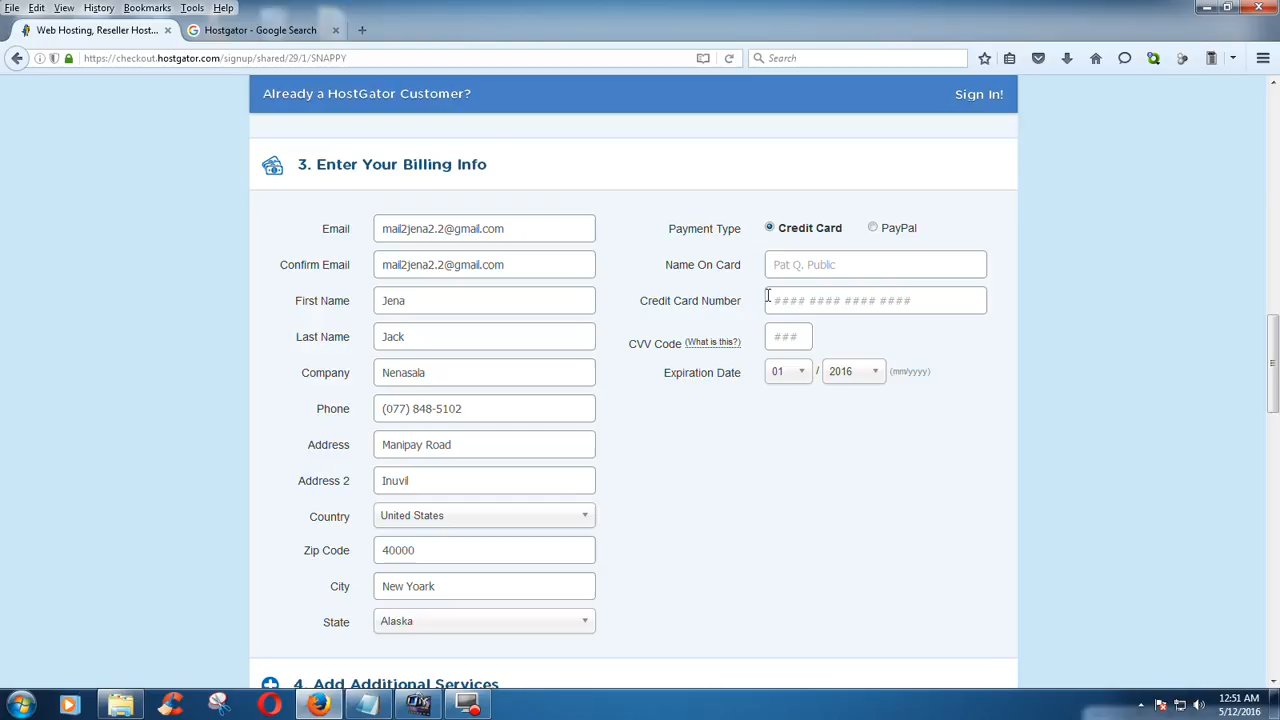 File Edit View History Bookmarks Tools Help
Web Hosting, Reseller Host... × Hostgator - Google Search × +
https://checkout.hostgator.com/signup/shared/29/1/SNAPPY Search
Already a HostGator Customer? Sign In!
3. Enter Your Billing Info
Email mail2jena2.2@gmail.com Payment Type Credit Card PayPal
Confirm Email mail2jena2.2@gmail.com Name On Card Pat Q. Public
First Name Jena Credit Card Number #### #### #### ####
Last Name Jack CVV Code (What is this?) ###
Company Nenasala Expiration Date 01 / 2016 (mm/yyyy)
Phone (077) 848-5102
Address Manipay Road
Address 2 Inuvil
Country United States
Zip Code 40000
City New Yoark
State Alaska
4. Add Additional Services
12:51 AM
5/12/2016